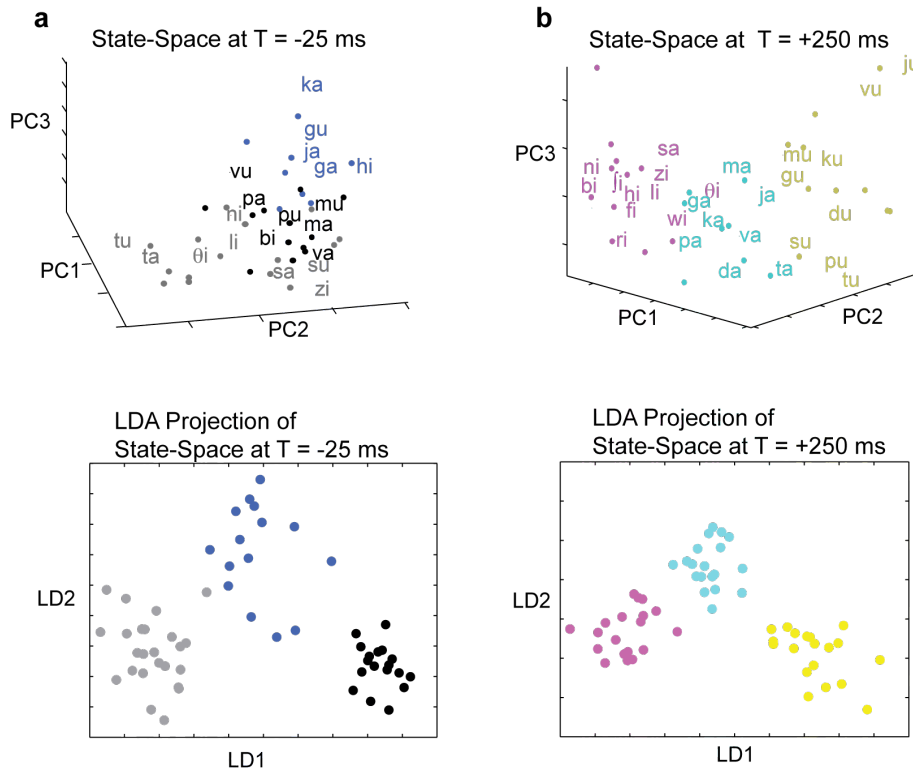 a
State-Space at T = -25 ms
PC3
PC1
PC2
ka
gu
ja
ga
hi
vu
pa
mu
hi
pu
ma
tu
ta
θi
li
bi
va
sa
su
zi
b
State-Space at T = +250 ms
PC3
PC1
PC2
ju
vu
sa
ma
mu
ku
ni
ʃi
zi
gu
bi
hi
li
θi
ja
fi
ga
du
wi
ka
ri
pa
va
su
da
ta
pu
tu
LDA Projection of
State-Space at T = -25 ms
LD2
LD1
LDA Projection of
State-Space at T = +250 ms
LD2
LD1